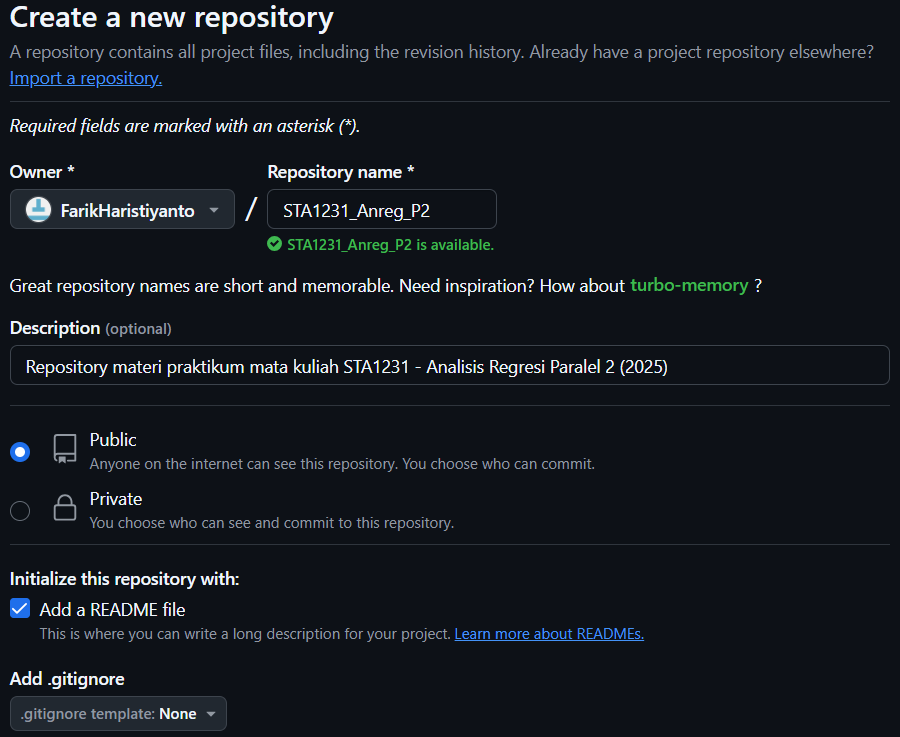 Create a new repository
A repository contains all project files, including the revision history. Already have a project repository elsewhere?
Import a repository.
Required fields are marked with an asterisk (*).
Owner *
Repository name *
FarikHaristiyanto
/
STA1231_Anreg_P2
STA1231_Anreg_P2 is available.
Great repository names are short and memorable. Need inspiration? How about turbo-memory ?
Description (optional)
Repository materi praktikum mata kuliah STA1231 - Analisis Regresi Paralel 2 (2025)
Public
Anyone on the internet can see this repository. You choose who can commit.
Private
You choose who can see and commit to this repository.
Initialize this repository with:
Add a README file
This is where you can write a long description for your project. Learn more about READMEs.
Add .gitignore
.gitignore template: None